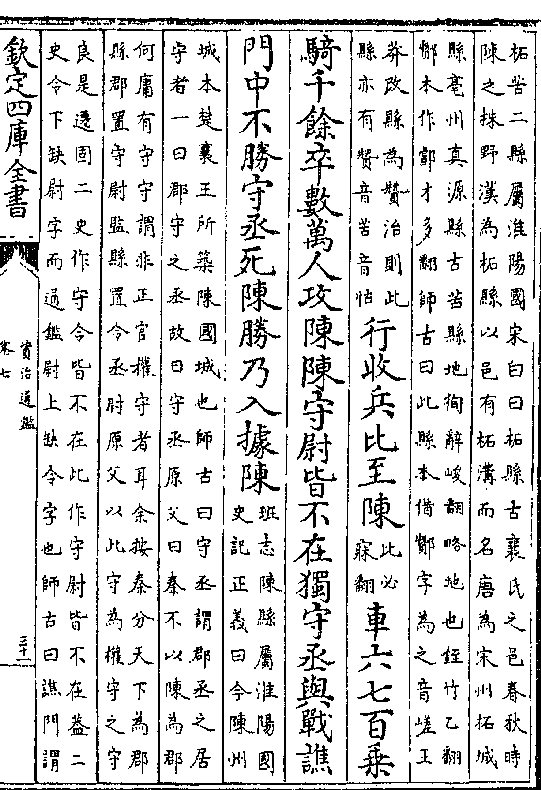 柘苦二縣屬淮陽國宋白曰柘縣古襄氏之邑春秋時
陳之株野漢為柘縣以邑有柘溝而名唐為宋州柘城
縣亳州真源縣古苦縣地徇辭峻翻略地也銍竹乙翻
酇本作𨝨才多翻師古曰此縣本借酇字為之音嵯王
莽改縣為贊治則此
縣亦有贊音苦音怙
行收兵比至陳
比必
寐翻
車六七百乗
騎千餘卒數萬人攻陳陳守尉皆不在獨守丞與戰譙
門中不勝守丞死陳勝乃入據陳
班志陳縣屬淮陽國
史記正義曰今陳州
城本楚襄王所築陳國城也師古曰守丞謂郡丞之居
守者一曰郡守之丞故曰守丞原父曰秦不以陳為郡
何庸有守守謂非正官權守者耳余按秦分天下為郡
縣郡置守尉監縣置令丞尉原父以此守為權守之守
良是遷固二史作守令皆不在此作守尉皆不在葢二
史令下缺尉字而通鑑尉上缺令字也師古曰譙門謂
欽定四庫全書
資治通鑑
卷七
三十二